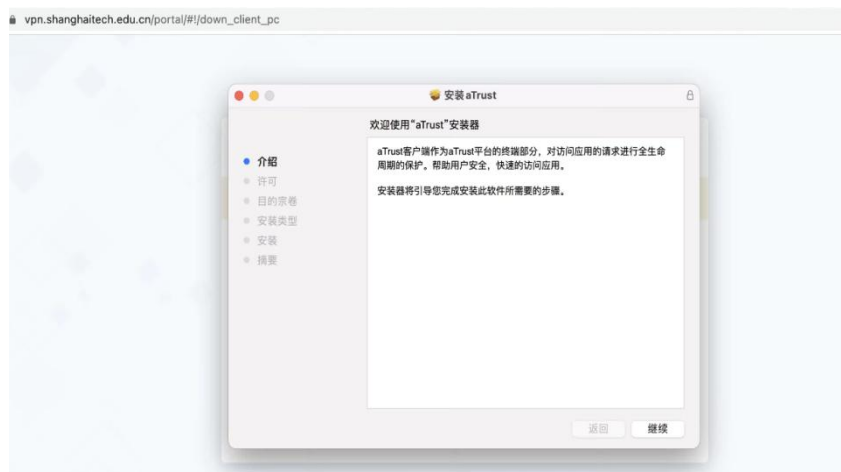 vpn.shanghaitech.edu.cn/portal/#!/down_client_pc
安装aTrust
欢迎使用“aTrust”安装器
介绍
许可
目的宗卷
安装类型
安装
摘要
aTrust客户端作为aTrust平台的终端部分，对访问应用的请求进行全生命
周期的保护。帮助用户安全，快速的访问应用。
安装器将引导您完成安装此软件所需要的步骤。
返回
继续